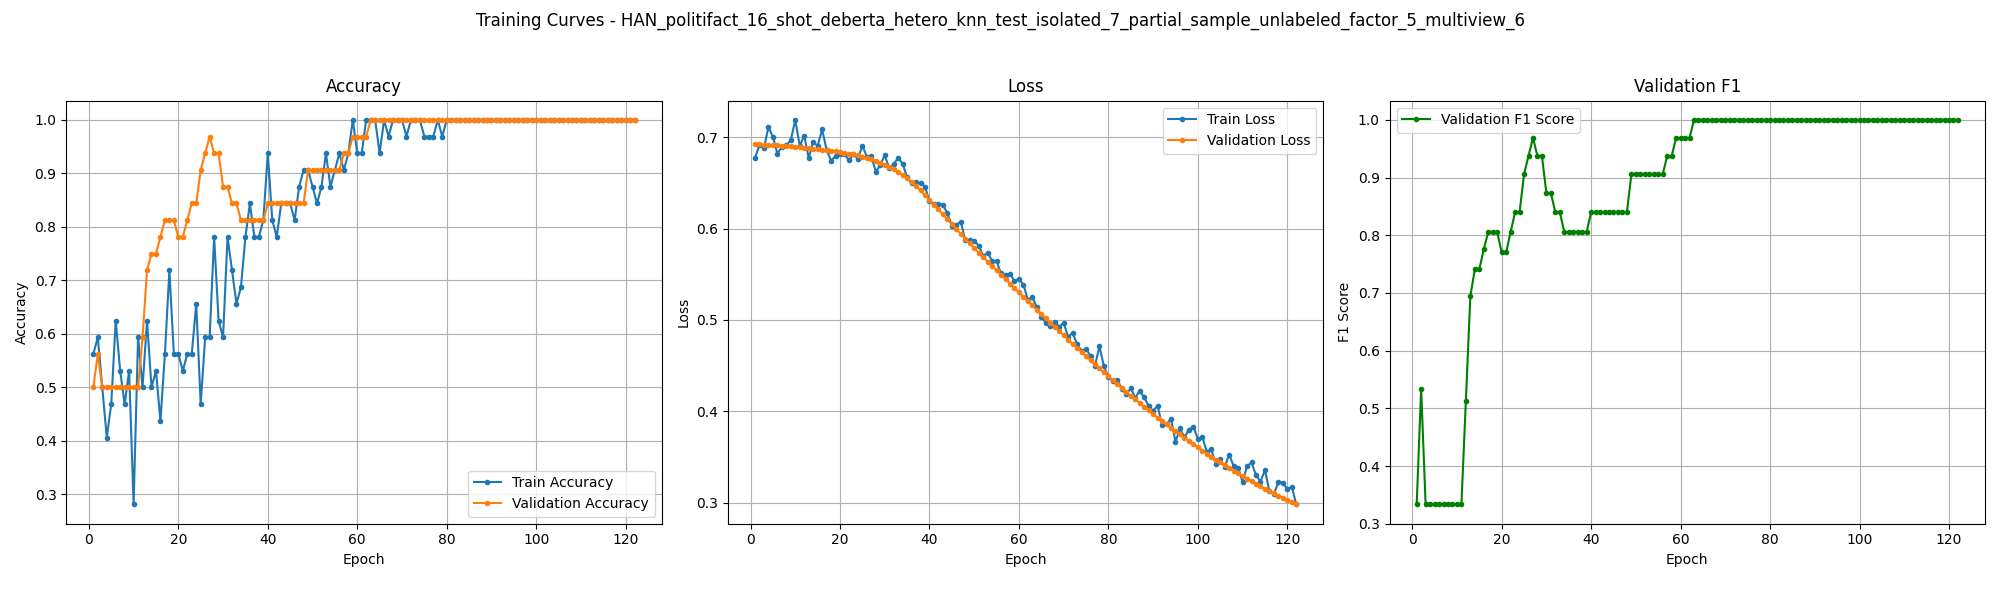 Training Curves - HAN_politifact_16_shot_deberta_hetero_knn_test_isolated_7_partial_sample_unlabeled_factor_5_multiview_6
Accuracy
1.0
0.9
0.8
0.7
0.6
0.5
0.4
0.3
Accuracy
Train Accuracy
Validation Accuracy
0 20 40 60 80 100 120
Epoch
Loss
Train Loss
Validation Loss
0.7
0.6
0.5
0.4
0.3
Loss
0 20 40 60 80 100 120
Epoch
Validation F1
Validation F1 Score
1.0
0.9
0.8
0.7
0.6
0.5
0.4
0.3
F1 Score
0 20 40 60 80 100 120
Epoch